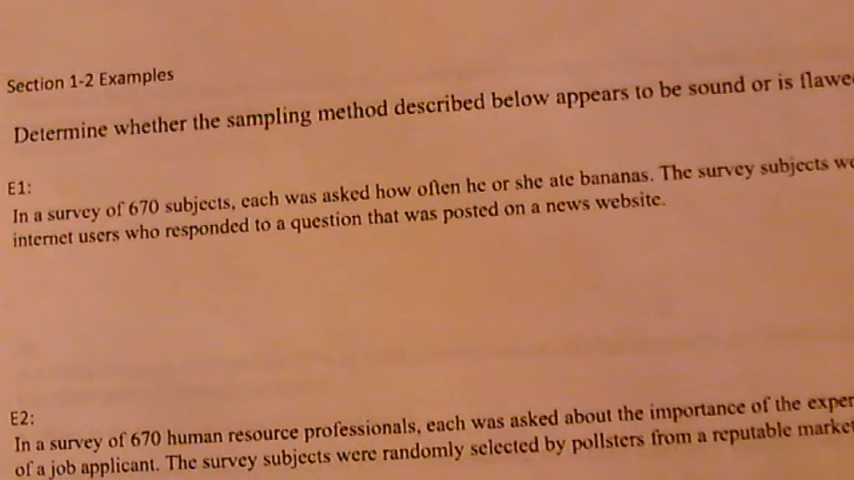 Section 1-2 Examples
Determine whether the sampling method described below appears to be sound or is flawe
E1:
In a survey of 670 subjects, each was asked how often he or she ate bananas. The survey subjects we
internet users who responded to a question that was posted on a news website.
E2:
In a survey of 670 human resource professionals, each was asked about the importance of the exper
of a job applicant. The survey subjects were randomly selected by pollsters from a reputable market